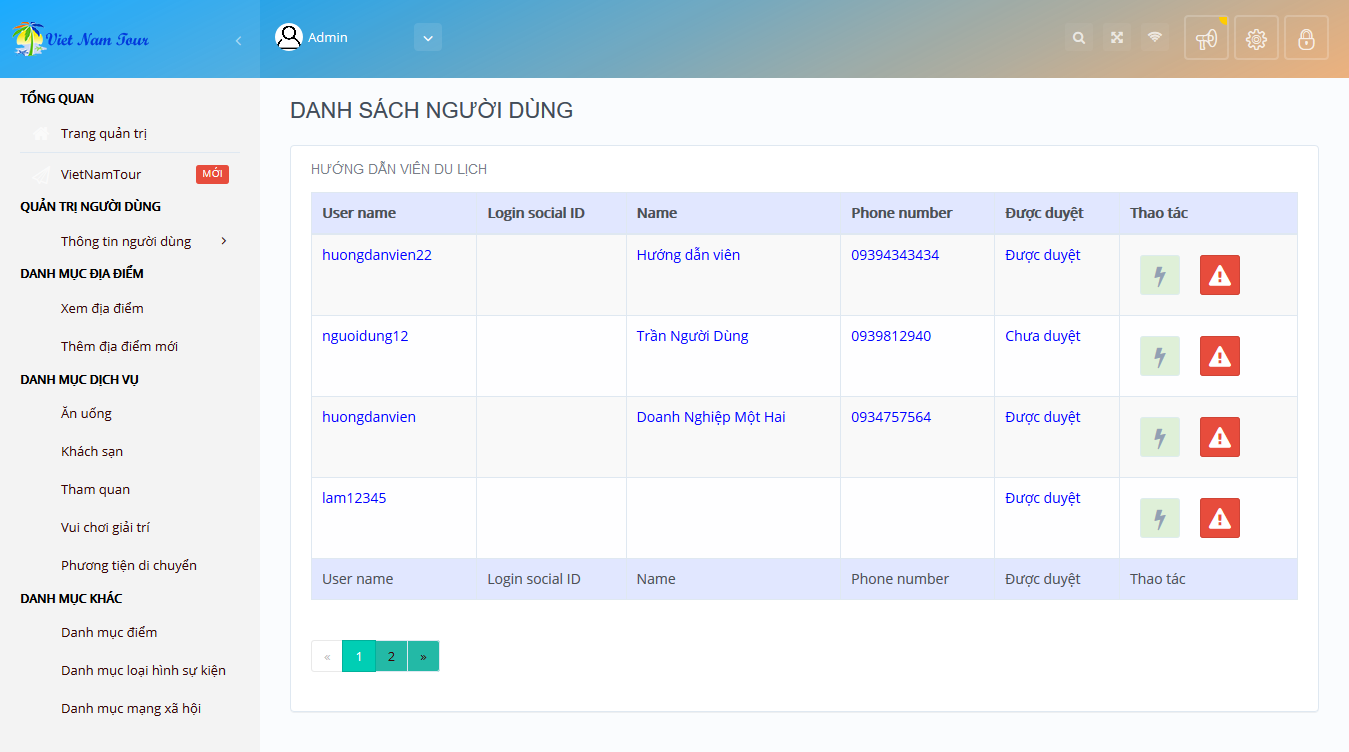 Viet Nam Tour
Admin
TỔNG QUAN
Trang quản trị
VietNamTour MỚI
QUẢN TRỊ NGƯỜI DÙNG
Thông tin người dùng
DANH MỤC ĐỊA ĐIỂM
Xem địa điểm
Thêm địa điểm mới
DANH MỤC DỊCH VỤ
Ăn uống
Khách sạn
Tham quan
Vui chơi giải trí
Phương tiện di chuyển
DANH MỤC KHÁC
Danh mục điểm
Danh mục loại hình sự kiện
Danh mục mạng xã hội
DANH SÁCH NGƯỜI DÙNG
HƯỚNG DẪN VIÊN DU LỊCH
User name Login social ID Name Phone number Được duyệt Thao tác
huongdanvien22 Hướng dẫn viên 09394343434 Được duyệt
nguoidung12 Trần Người Dùng 0939812940 Chưa duyệt
huongdanvien Doanh Nghiệp Một Hai 0934757564 Được duyệt
lam12345 Được duyệt
User name Login social ID Name Phone number Được duyệt Thao tác
« 1 2 »